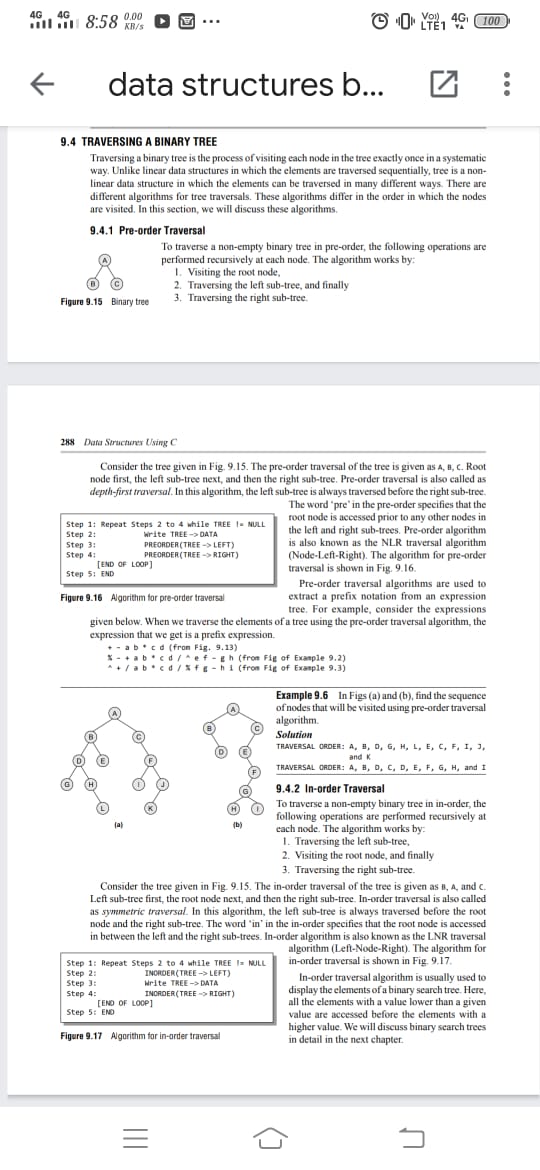 4G 4G 8:58 0.00 KB/s ... Vo) LTE1 4G 100
data structures b...
9.4 TRAVERSING A BINARY TREE
Traversing a binary tree is the process of visiting each node in the tree exactly once in a systematic
way. Unlike linear data structures in which the elements are traversed sequentially, tree is a non-
linear data structure in which the elements can be traversed in many different ways. There are
different algorithms for tree traversals. These algorithms differ in the order in which the nodes
are visited. In this section, we will discuss these algorithms.
9.4.1 Pre-order Traversal
To traverse a non-empty binary tree in pre-order, the following operations are
performed recursively at each node. The algorithm works by:
1. Visiting the root node,
2. Traversing the left sub-tree, and finally
3. Traversing the right sub-tree.
A
B C
Figure 9.15 Binary tree
288 Data Structures Using C
Consider the tree given in Fig. 9.15. The pre-order traversal of the tree is given as A, B, C. Root
node first, the left sub-tree next, and then the right sub-tree. Pre-order traversal is also called as
depth-first traversal. In this algorithm, the left sub-tree is always traversed before the right sub-tree.
The word 'pre' in the pre-order specifies that the
root node is accessed prior to any other nodes in
the left and right sub-trees. Pre-order algorithm
is also known as the NLR traversal algorithm
(Node-Left-Right). The algorithm for pre-order
traversal is shown in Fig. 9.16.
Step 1: Repeat Steps 2 to 4 while TREE != NULL
Step 2: Write TREE -> DATA
Step 3: PREORDER(TREE -> LEFT)
Step 4: PREORDER(TREE -> RIGHT)
[END OF LOOP]
Step 5: END
Figure 9.16 Algorithm for pre-order traversal
Pre-order traversal algorithms are used to
extract a prefix notation from an expression
tree. For example, consider the expressions
given below. When we traverse the elements of a tree using the pre-order traversal algorithm, the
expression that we get is a prefix expression.
+ - a b * c d (from Fig. 9.13)
% - + a b * c d / ^ e f - g h (from Fig of Example 9.2)
^ + / a b * c d / % f g - h i (from Fig of Example 9.3)
A
B C
D E F
G H I J
L K
(a)
A
B C
D E
F
G
H I
(b)
Example 9.6 In Figs (a) and (b), find the sequence
of nodes that will be visited using pre-order traversal
algorithm.
Solution
TRAVERSAL ORDER: A, B, D, G, H, L, E, C, F, I, J,
and K
TRAVERSAL ORDER: A, B, D, C, D, E, F, G, H, and I
9.4.2 In-order Traversal
To traverse a non-empty binary tree in in-order, the
following operations are performed recursively at
each node. The algorithm works by:
1. Traversing the left sub-tree,
2. Visiting the root node, and finally
3. Traversing the right sub-tree.
Consider the tree given in Fig. 9.15. The in-order traversal of the tree is given as B, A, and C.
Left sub-tree first, the root node next, and then the right sub-tree. In-order traversal is also called
as symmetric traversal. In this algorithm, the left sub-tree is always traversed before the root
node and the right sub-tree. The word 'in' in the in-order specifies that the root node is accessed
in between the left and the right sub-trees. In-order algorithm is also known as the LNR traversal
algorithm (Left-Node-Right). The algorithm for
in-order traversal is shown in Fig. 9.17.
Step 1: Repeat Steps 2 to 4 while TREE != NULL
Step 2: INORDER(TREE -> LEFT)
Step 3: Write TREE -> DATA
Step 4: INORDER(TREE -> RIGHT)
[END OF LOOP]
Step 5: END
Figure 9.17 Algorithm for in-order traversal
In-order traversal algorithm is usually used to
display the elements of a binary search tree. Here,
all the elements with a value lower than a given
value are accessed before the elements with a
higher value. We will discuss binary search trees
in detail in the next chapter.